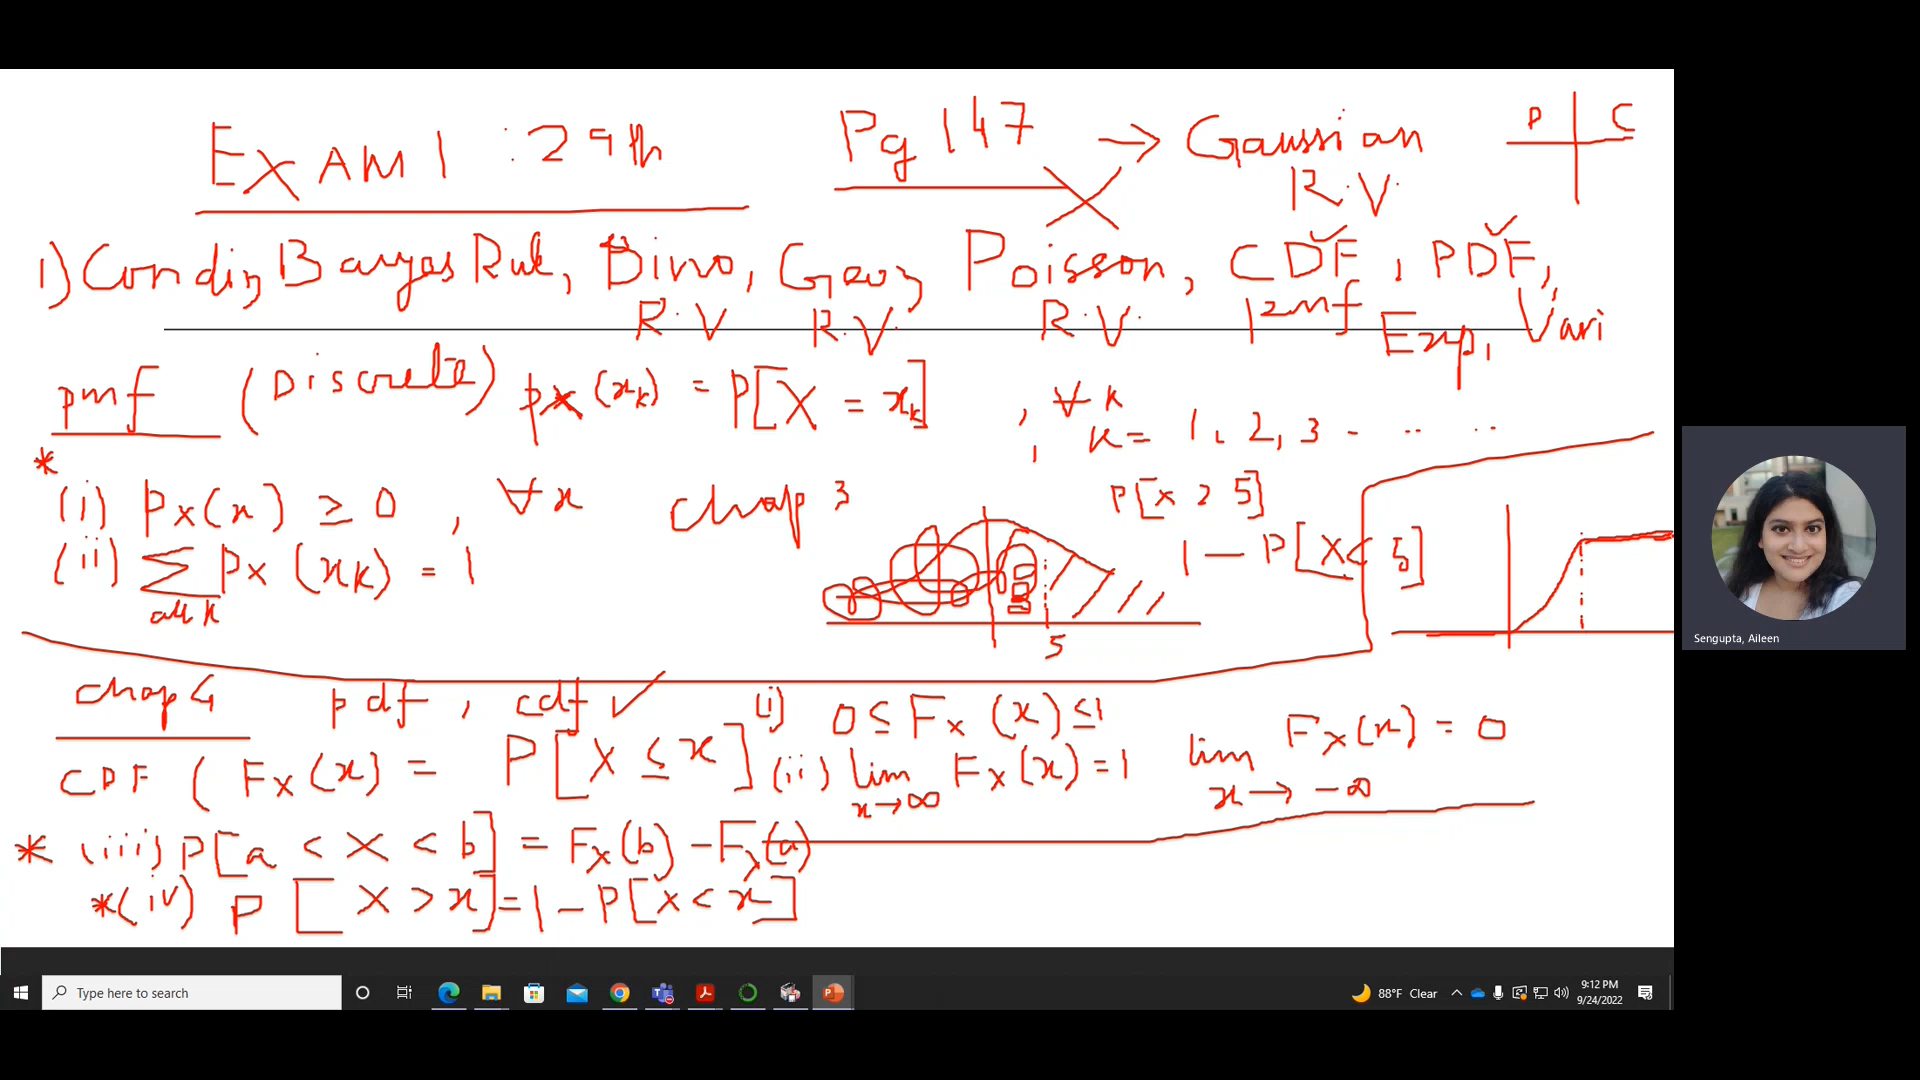 EXAM 1 : 29th
Pg 147 → Gaussian R.V.
P C
1) Condi, Bayes Rule, Bino, Geo, Poisson, CDF, PDF,
R.V R.V. R.V. pmf Exp, Vari
pmf (Discrete) pX(xk) = P[X = xk], ∀ k
k = 1, 2, 3 - .. ..
*
(i) pX(x) ≥ 0, ∀x
chap 3
P[X ≥ 5]
1 — P[X < 5]
(ii) ∑ pX(xk) = 1
all k
5
chap 4 pdf, cdf ✓ (i) 0 ≤ FX(x) ≤ 1
CDF ( FX(x) = P[X ≤ x] (ii) lim x→∞ FX(x) = 1 lim x→ -∞ FX(x) = 0
* (iii) P[a < X < b] = FX(b) - FX(a)
*(iv) P[X > x] = 1 - P[X < x]
Sengupta, Aileen
Type here to search
88°F Clear
9:12 PM
9/24/2022